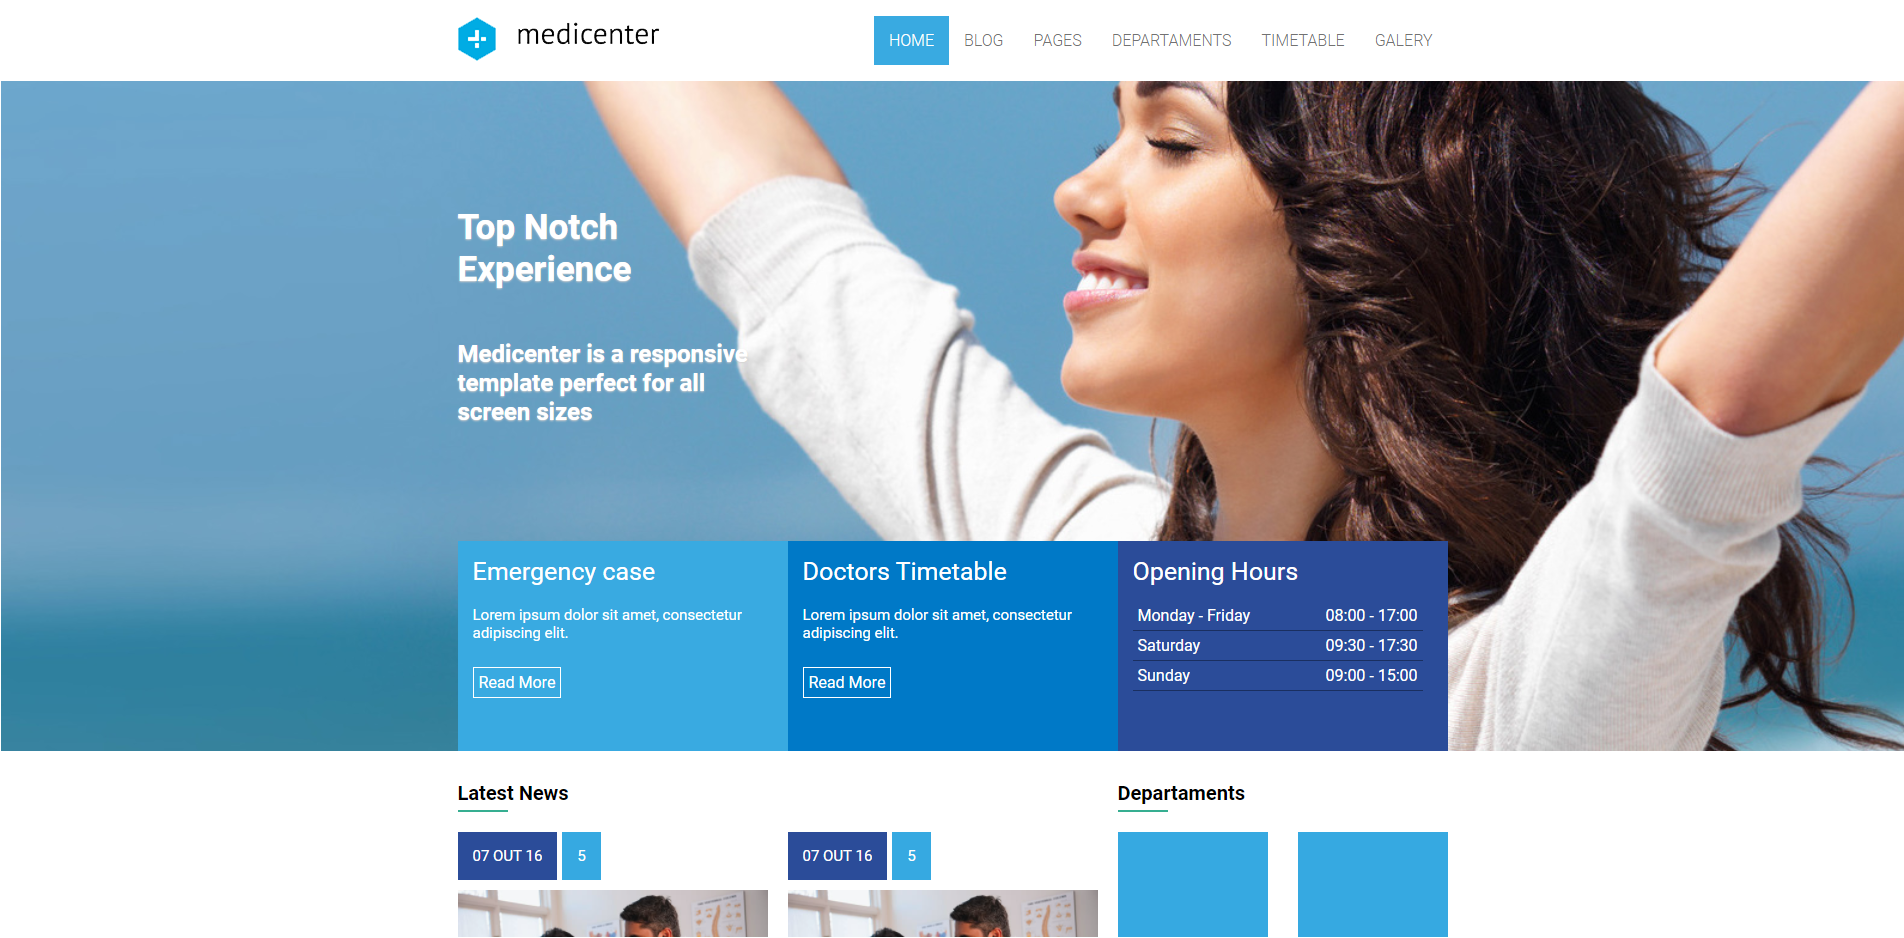 medicenter
HOME BLOG PAGES DEPARTAMENTS TIMETABLE GALERY
Top Notch
Experience
Medicenter is a responsive
template perfect for all
screen sizes
Emergency case
Lorem ipsum dolor sit amet, consectetur
adipiscing elit.
Read More
Doctors Timetable
Lorem ipsum dolor sit amet, consectetur
adipiscing elit.
Read More
Opening Hours
Monday - Friday 08:00 - 17:00
Saturday 09:30 - 17:30
Sunday 09:00 - 15:00
Latest News
07 OUT 16 5
07 OUT 16 5
Departaments